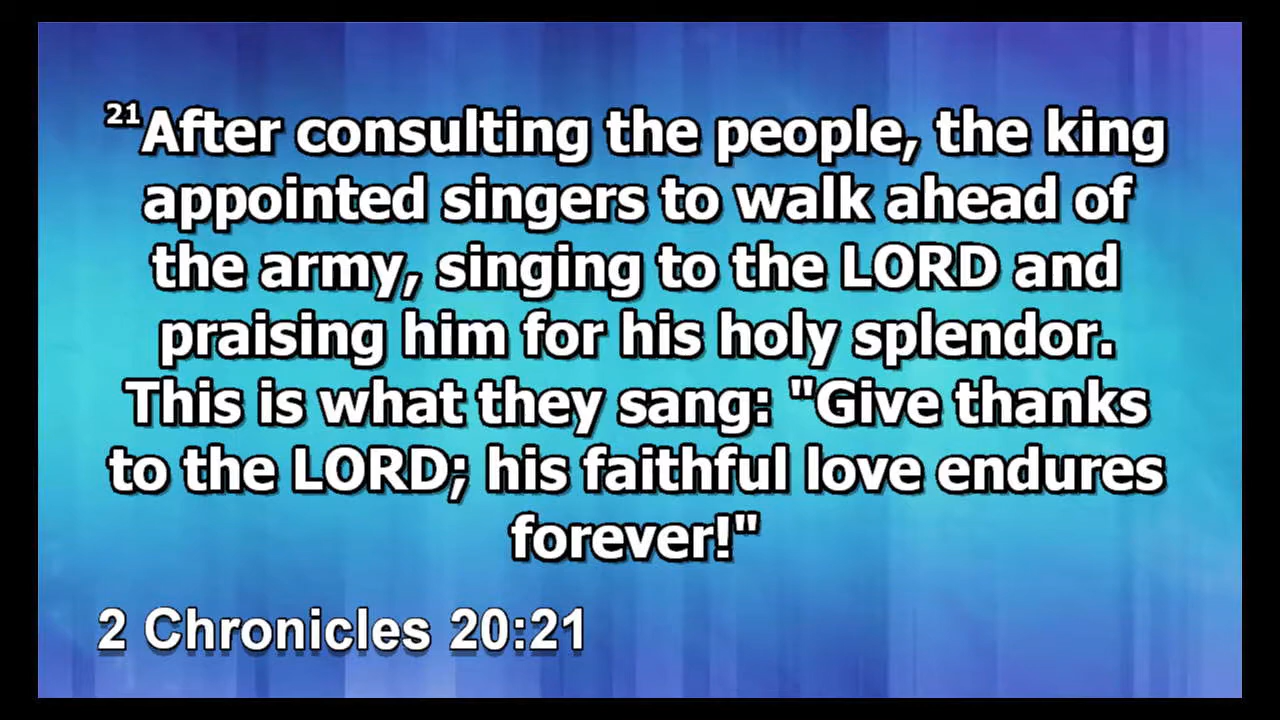 21After consulting the people, the king
appointed singers to walk ahead of
the army, singing to the LORD and
praising him for his holy splendor.
This is what they sang: "Give thanks
to the LORD; his faithful love endures
forever!"
2 Chronicles 20:21